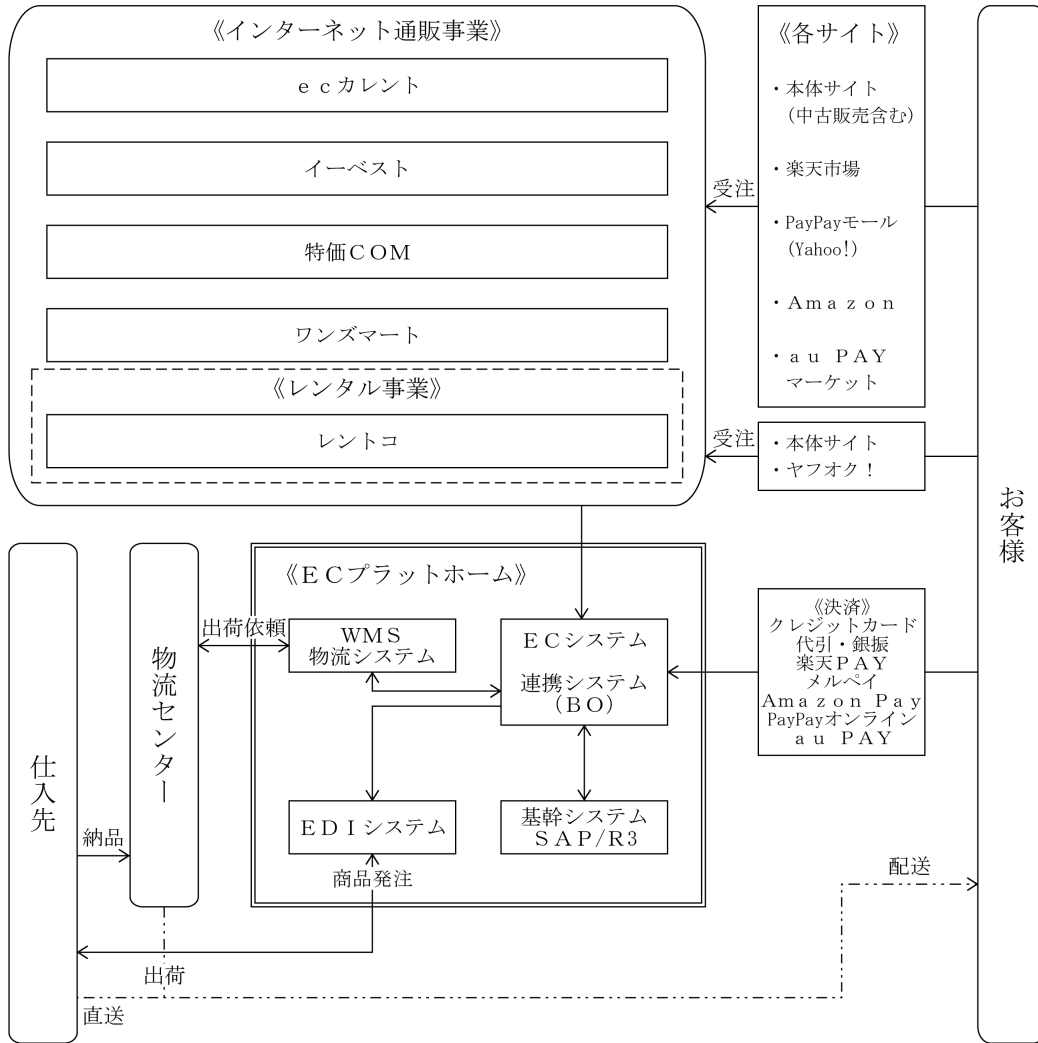 《インターネット通販事業》
ｅｃカレント
イーベスト
特価ＣＯＭ
ワンズマート
《レンタル事業》
レントコ
受注
受注
《各サイト》
・本体サイト
（中古販売含む）
・楽天市場
・PayPayモール
（Yahoo!）
・Ａｍａｚｏｎ
・ａｕ ＰＡＹ
マーケット
・本体サイト
・ヤフオク！
お客様
仕入先
物流センター
納品
出荷依頼
《ＥＣプラットホーム》
ＷＭＳ
物流システム
ＥＣシステム
連携システム
（ＢＯ）
ＥＤＩシステム
基幹システム
ＳＡＰ/Ｒ３
商品発注
《決済》
クレジットカード
代引・銀振
楽天ＰＡＹ
メルペイ
Ａｍａｚｏｎ Ｐａｙ
PayPayオンライン
ａｕ ＰＡＹ
配送
出荷
直送